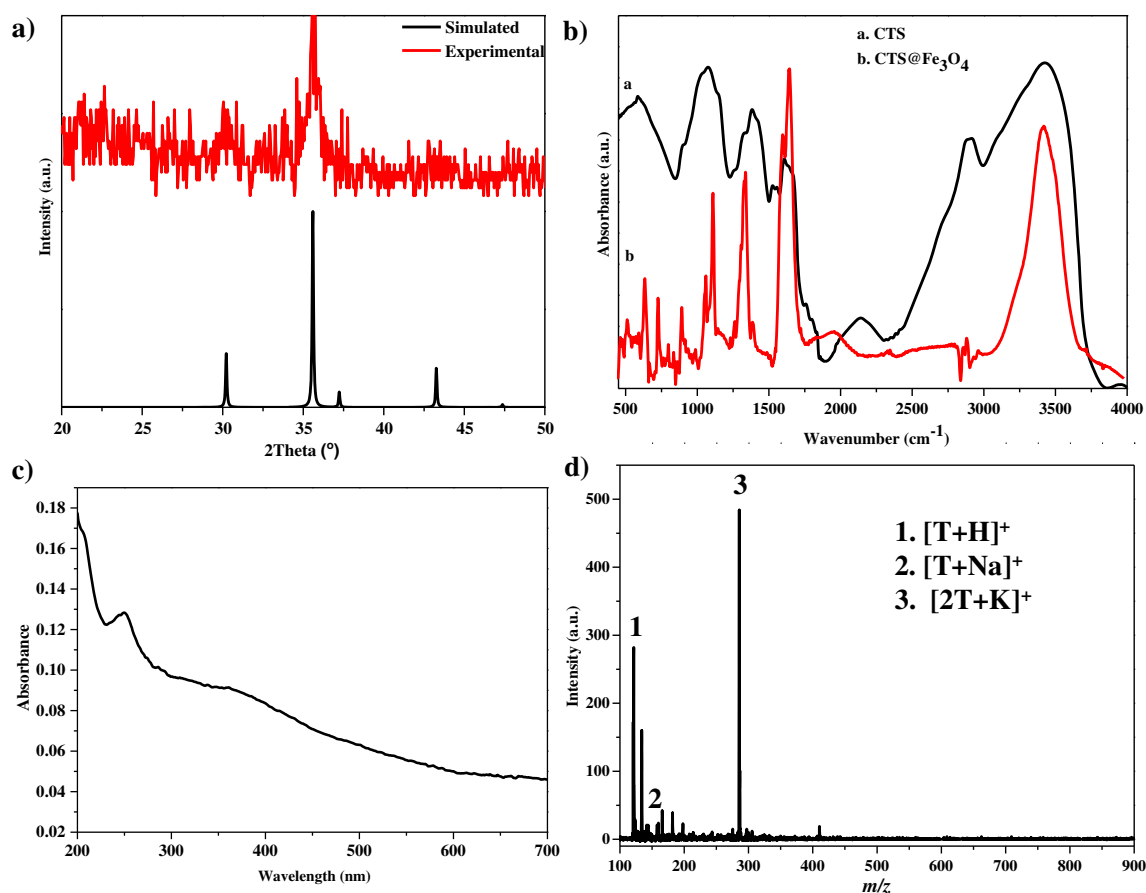 a)
Simulated
Experimental
Intensity (a.u.)
20 25 30 35 40 45 50
2Theta (°)
b)
a. CTS
b. CTS@Fe₃O₄
a
b
Absorbance (a.u.)
500 1000 1500 2000 2500 3000 3500 4000
Wavenumber (cm⁻¹)
c)
0.18
0.16
0.14
0.12
0.10
0.08
0.06
0.04
0.02
Absorbance
200 300 400 500 600 700
Wavelength (nm)
d)
500
400
300
200
100
0
Intensity (a.u.)
1
2
3
1. [T+H]⁺
2. [T+Na]⁺
3. [2T+K]⁺
100 200 300 400 500 600 700 800 900
m/z